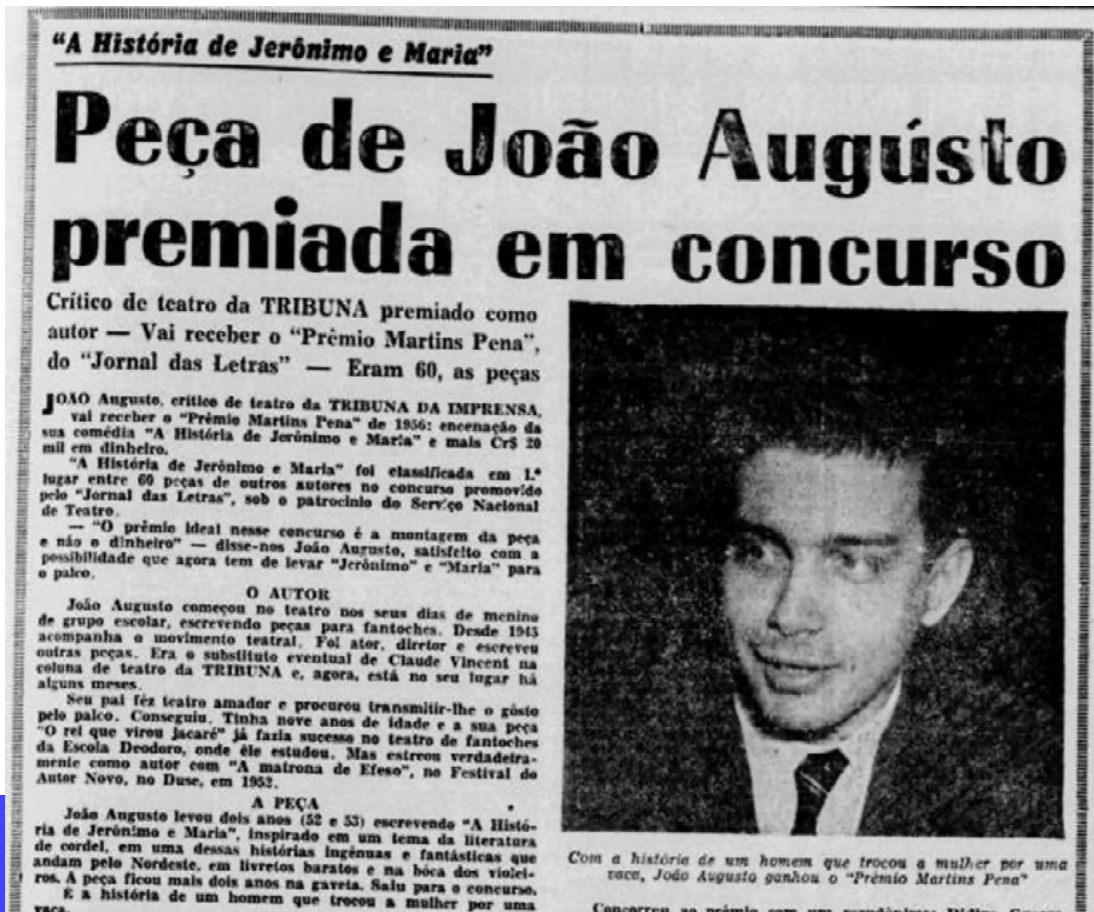 "A História de Jerônimo e Maria"
Peça de João Augústo
premiada em concurso
Crítico de teatro da TRIBUNA premiado como
autor — Vai receber o "Prêmio Martins Pena",
do "Jornal das Letras" — Eram 60, as peças
JOAO Augusto, crítico de teatro da TRIBUNA DA IMPRENSA,
vai receber o "Prêmio Martins Pena" de 1956: encenação da
sua comédia "A História de Jerônimo e Maria" e mais Cr$ 20
mil em dinheiro.
"A História de Jerônimo e Maria" foi classificada em 1.º
lugar entre 60 peças de outros autores no concurso promovido
pelo "Jornal das Letras", sob o patrocínio do Serviço Nacional
de Teatro.
— "O prêmio ideal nesse concurso é a montagem da peça
e não o dinheiro" — disse-nos João Augusto, satisfeito com a
possibilidade que agora tem de levar "Jerônimo" e "Maria" para
o palco.
O AUTOR
João Augusto começou no teatro nos seus dias de menino
de grupo escolar, escrevendo peças para fantoches. Desde 1945
acompanha o movimento teatral. Foi ator, diretor e escreveu
outras peças. Era o substituto eventual de Claude Vincent na
coluna de teatro da TRIBUNA e, agora, está no seu lugar há
alguns meses.
Seu pai fêz teatro amador e procurou transmitir-lhe o gôsto
pelo palco. Conseguiu. Tinha nove anos de idade e a sua peça
"O rei que virou jacaré" já fazia sucesso no teatro de fantoches
da Escola Deodoro, onde êle estudou. Mas estreou verdadeira-
mente como autor com "A matrona de Efeso", no Festival do
Autor Novo, no Duse, em 1952.
A PEÇA
João Augusto levou dois anos (52 e 53) escrevendo "A Histó-
ria de Jerônimo e Maria", inspirado em um tema da literatura
de cordel, em uma dessas histórias ingênuas e fantásticas que
andam pelo Nordeste, em livretos baratos e na bôca dos violei-
ros. A peça ficou mais dois anos na gaveta. Saiu para o concurso.
É a história de um homem que trocou a mulher por uma
vaca.
Com a história de um homem que trocou a mulher por uma
vaca, João Augusto ganhou o "Prêmio Martins Pena"
Concorreu ao prêmio com um pseudônimo: